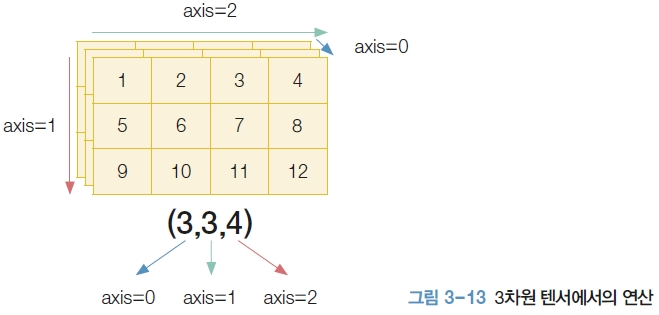 axis=2
axis=0
axis=1
1 2 3 4
5 6 7 8
9 10 11 12
(3,3,4)
axis=0 axis=1 axis=2
그림 3-13 3차원 텐서에서의 연산